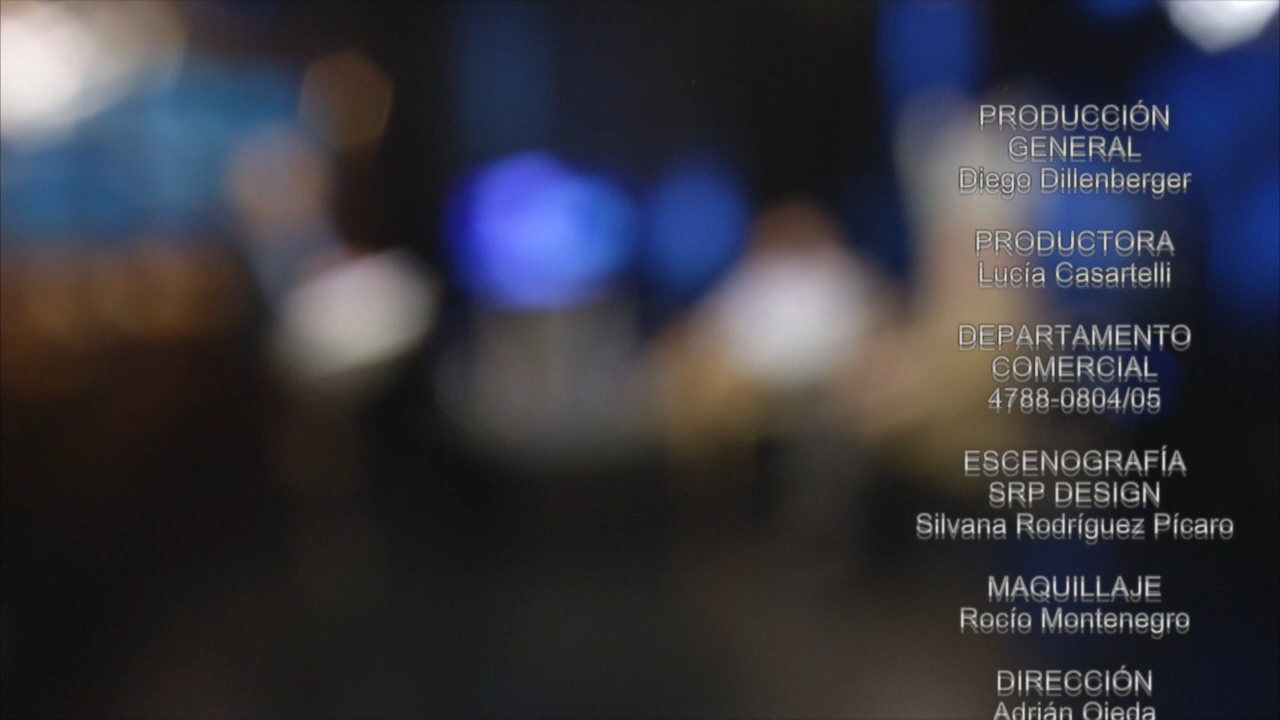 PRODUCCIÓN
GENERAL
Diego Dillenberger
PRODUCTORA
Lucía Casartelli
DEPARTAMENTO
COMERCIAL
4788-0804/05
ESCENOGRAFÍA
SRP DESIGN
Silvana Rodríguez Pícaro
MAQUILLAJE
Rocío Montenegro
DIRECCIÓN
Adrián Ojeda